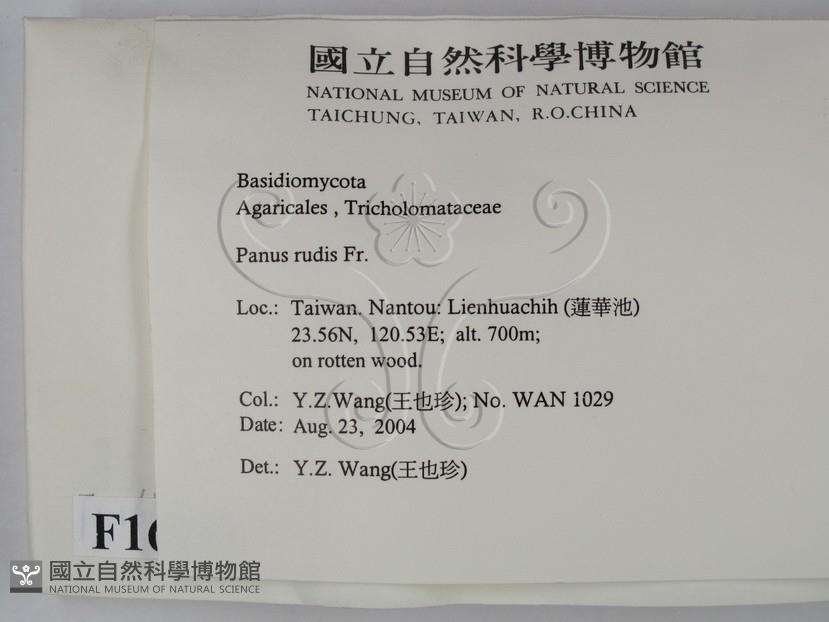 國立自然科學博物館
NATIONAL MUSEUM OF NATURAL SCIENCE
TAICHUNG, TAIWAN, R.O.CHINA
Basidiomycota
Agaricales , Tricholomataceae
Panus rudis Fr.
Loc.: Taiwan. Nantou: Lienhuachih (蓮華池)
23.56N, 120.53E; alt. 700m;
on rotten wood.
Col.: Y.Z.Wang(王也珍); No. WAN 1029
Date: Aug. 23, 2004
Det.: Y.Z. Wang(王也珍)
國立自然科學博物館
NATIONAL MUSEUM OF NATURAL SCIENCE